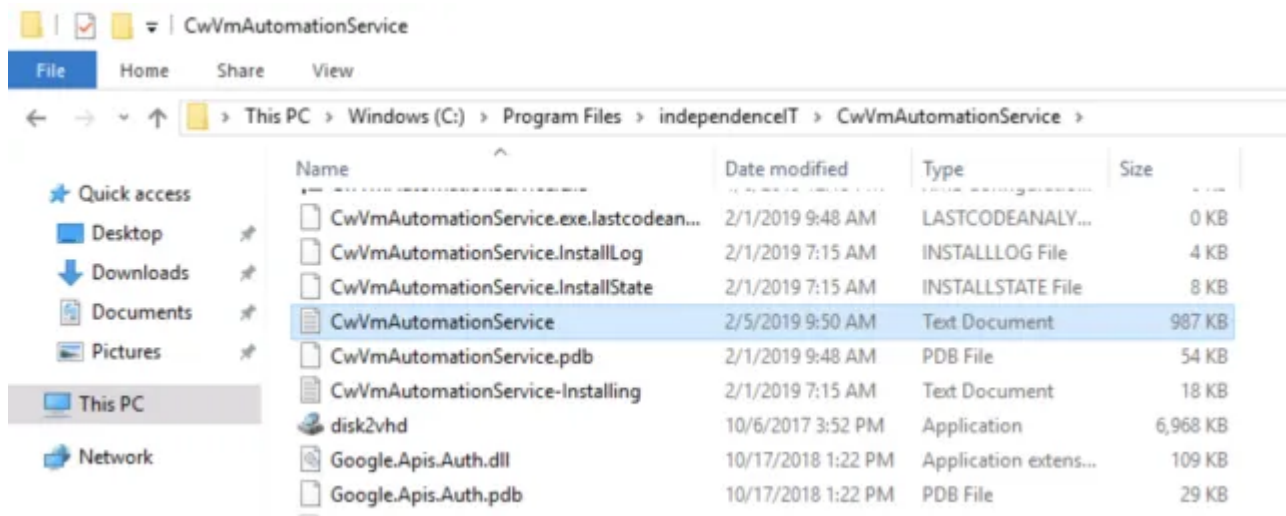 CwVmAutomationService
File Home Share View
This PC > Windows (C:) > Program Files > independenceIT > CwVmAutomationService >
Name Date modified Type Size
Quick access
Desktop
Downloads
Documents
Pictures
This PC
Network
CwVmAutomationService.exe.lastcodean... 2/1/2019 9:48 AM LASTCODEANALY... 0 KB
CwVmAutomationService.InstallLog 2/1/2019 7:15 AM INSTALLLOG File 4 KB
CwVmAutomationService.InstallState 2/1/2019 7:15 AM INSTALLSTATE File 8 KB
CwVmAutomationService 2/5/2019 9:50 AM Text Document 987 KB
CwVmAutomationService.pdb 2/1/2019 9:48 AM PDB File 54 KB
CwVmAutomationService-Installing 2/1/2019 7:15 AM Text Document 18 KB
disk2vhd 10/6/2017 3:52 PM Application 6,968 KB
Google.Apis.Auth.dll 10/17/2018 1:22 PM Application extens... 109 KB
Google.Apis.Auth.pdb 10/17/2018 1:22 PM PDB File 29 KB